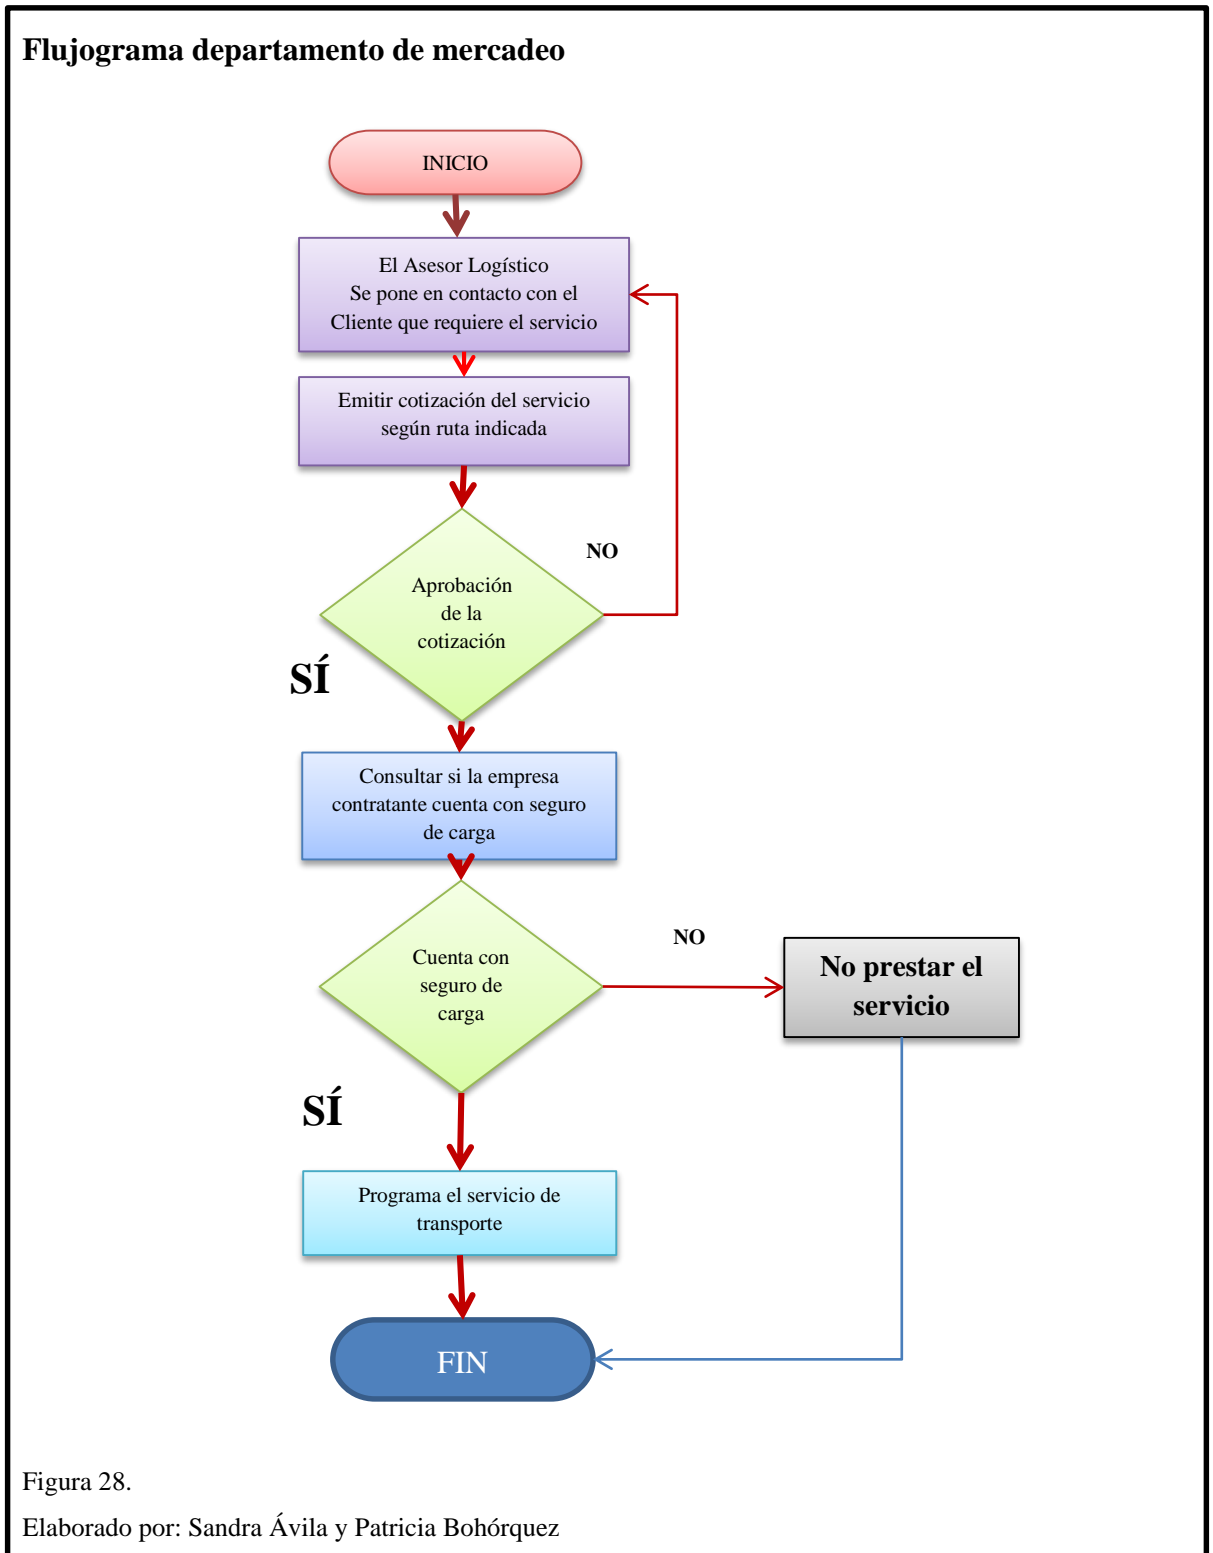 Flujograma departamento de mercadeo
INICIO
El Asesor Logístico
Se pone en contacto con el
Cliente que requiere el servicio
Emitir cotización del servicio
según ruta indicada
NO
Aprobación
de la
cotización
SÍ
Consultar si la empresa
contratante cuenta con seguro
de carga
NO
Cuenta con
seguro de
carga
No prestar el
servicio
SÍ
Programa el servicio de
transporte
FIN
Figura 28.
Elaborado por: Sandra Ávila y Patricia Bohórquez